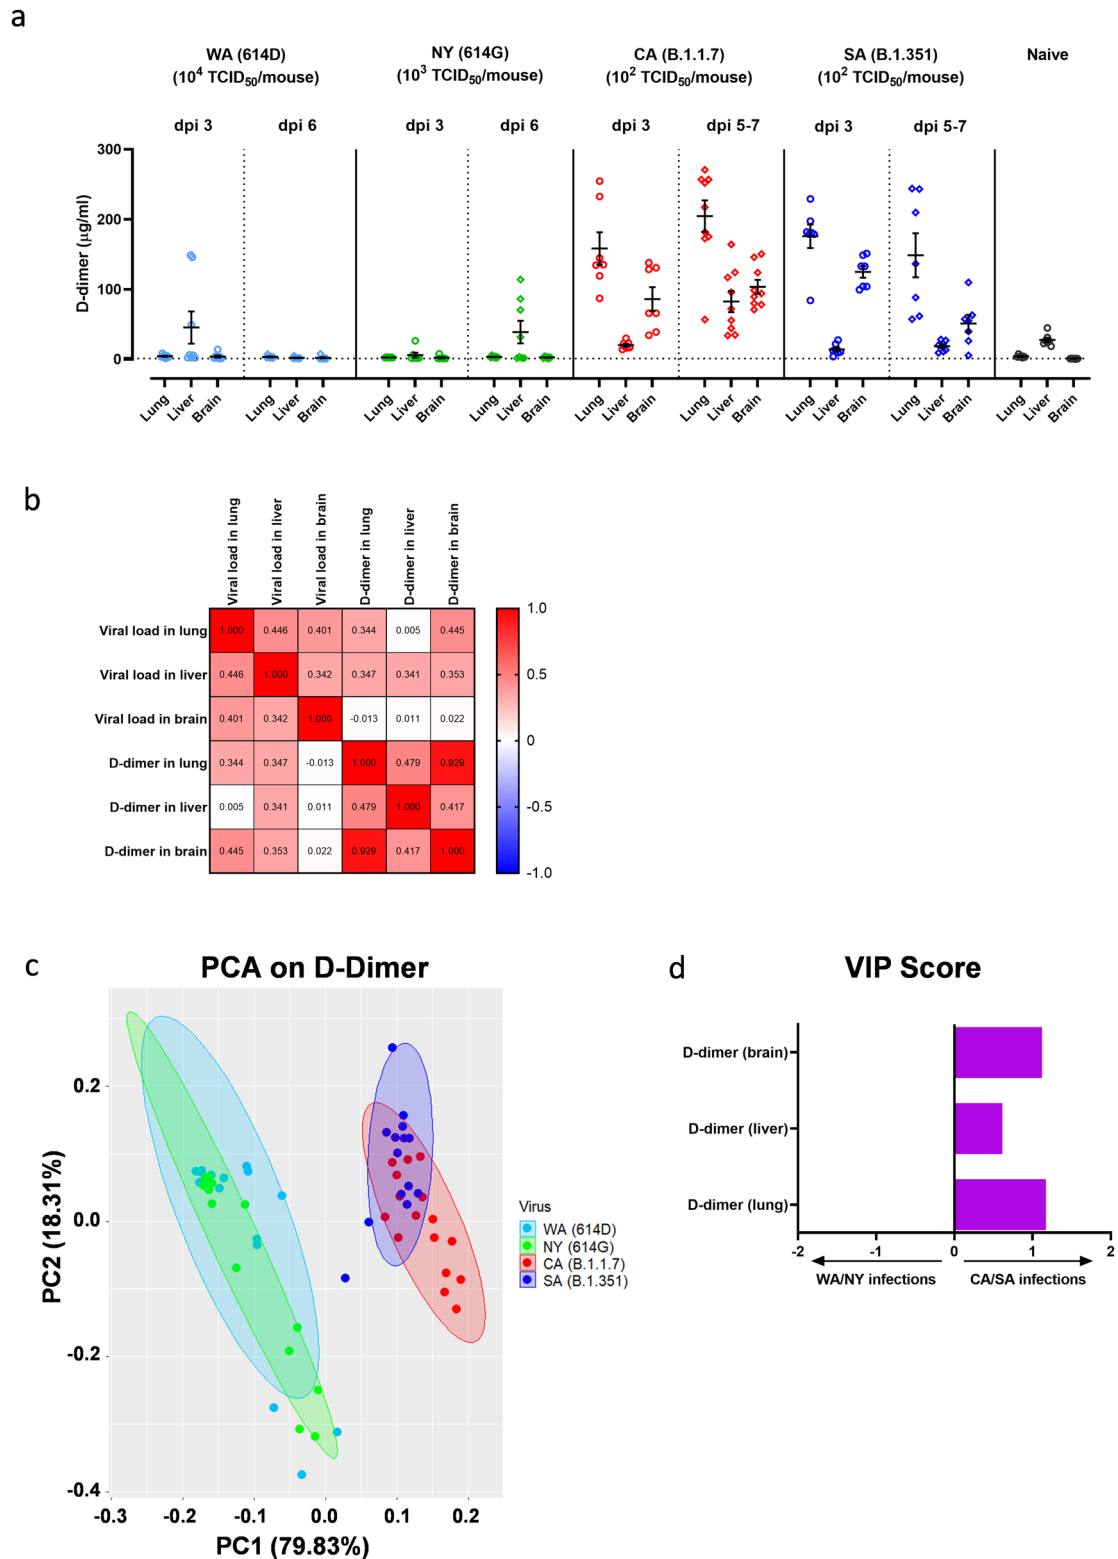 a
WA (614D) NY (614G) CA (B.1.1.7) SA (B.1.351) Naive
(10⁴ TCID₅₀/mouse) (10³ TCID₅₀/mouse) (10² TCID₅₀/mouse) (10² TCID₅₀/mouse)
dpi 3 dpi 6 dpi 3 dpi 6 dpi 3 dpi 5-7 dpi 3 dpi 5-7
D-dimer (µg/ml)
300
200
100
0
Lung Liver Brain Lung Liver Brain Lung Liver Brain Lung Liver Brain Lung Liver Brain Lung Liver Brain Lung Liver Brain Lung Liver Brain Lung Liver Brain
b
Viral load in lung Viral load in liver Viral load in brain D-dimer in lung D-dimer in liver D-dimer in brain
Viral load in lung 1.000 0.446 0.401 0.344 0.005 0.445
Viral load in liver 0.446 1.000 0.342 0.347 0.341 0.353
Viral load in brain 0.401 0.342 1.000 -0.013 0.011 0.022
D-dimer in lung 0.344 0.347 -0.013 1.000 0.479 0.929
D-dimer in liver 0.005 0.341 0.011 0.479 1.000 0.417
D-dimer in brain 0.445 0.353 0.022 0.929 0.417 1.000
1.0
0.5
0
-0.5
-1.0
c
PCA on D-Dimer
PC2 (18.31%)
0.2
0.0
-0.2
-0.4
-0.3 -0.2 -0.1 0.0 0.1 0.2
PC1 (79.83%)
Virus
WA (614D)
NY (614G)
CA (B.1.1.7)
SA (B.1.351)
d
VIP Score
D-dimer (brain)
D-dimer (liver)
D-dimer (lung)
-2 -1 0 1 2
WA/NY infections CA/SA infections